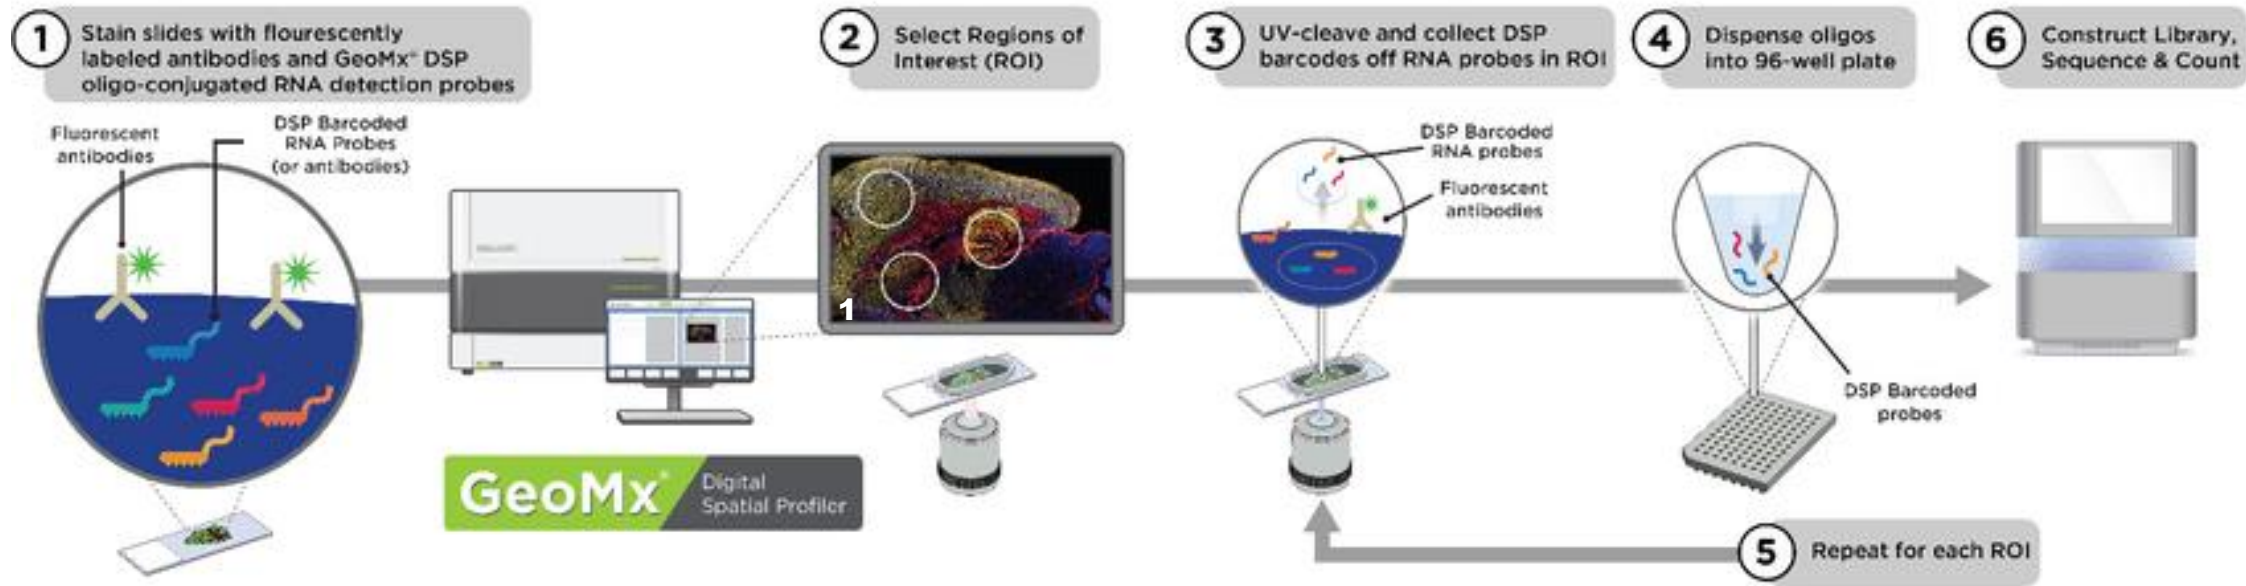 1
Stain slides with flourescently
labeled antibodies and GeoMx® DSP
oligo-conjugated RNA detection probes
Fluorescent
antibodies
DSP Barcoded
RNA Probes
(or antibodies)
GeoMx®
Digital
Spatial Profiler
2
Select Regions of
Interest (ROI)
1
3
UV-cleave and collect DSP
barcodes off RNA probes in ROI
DSP Barcoded
RNA probes
Fluorescent
antibodies
4
Dispense oligos
into 96-well plate
DSP Barcoded
probes
5
Repeat for each ROI
6
Construct Library,
Sequence & Count